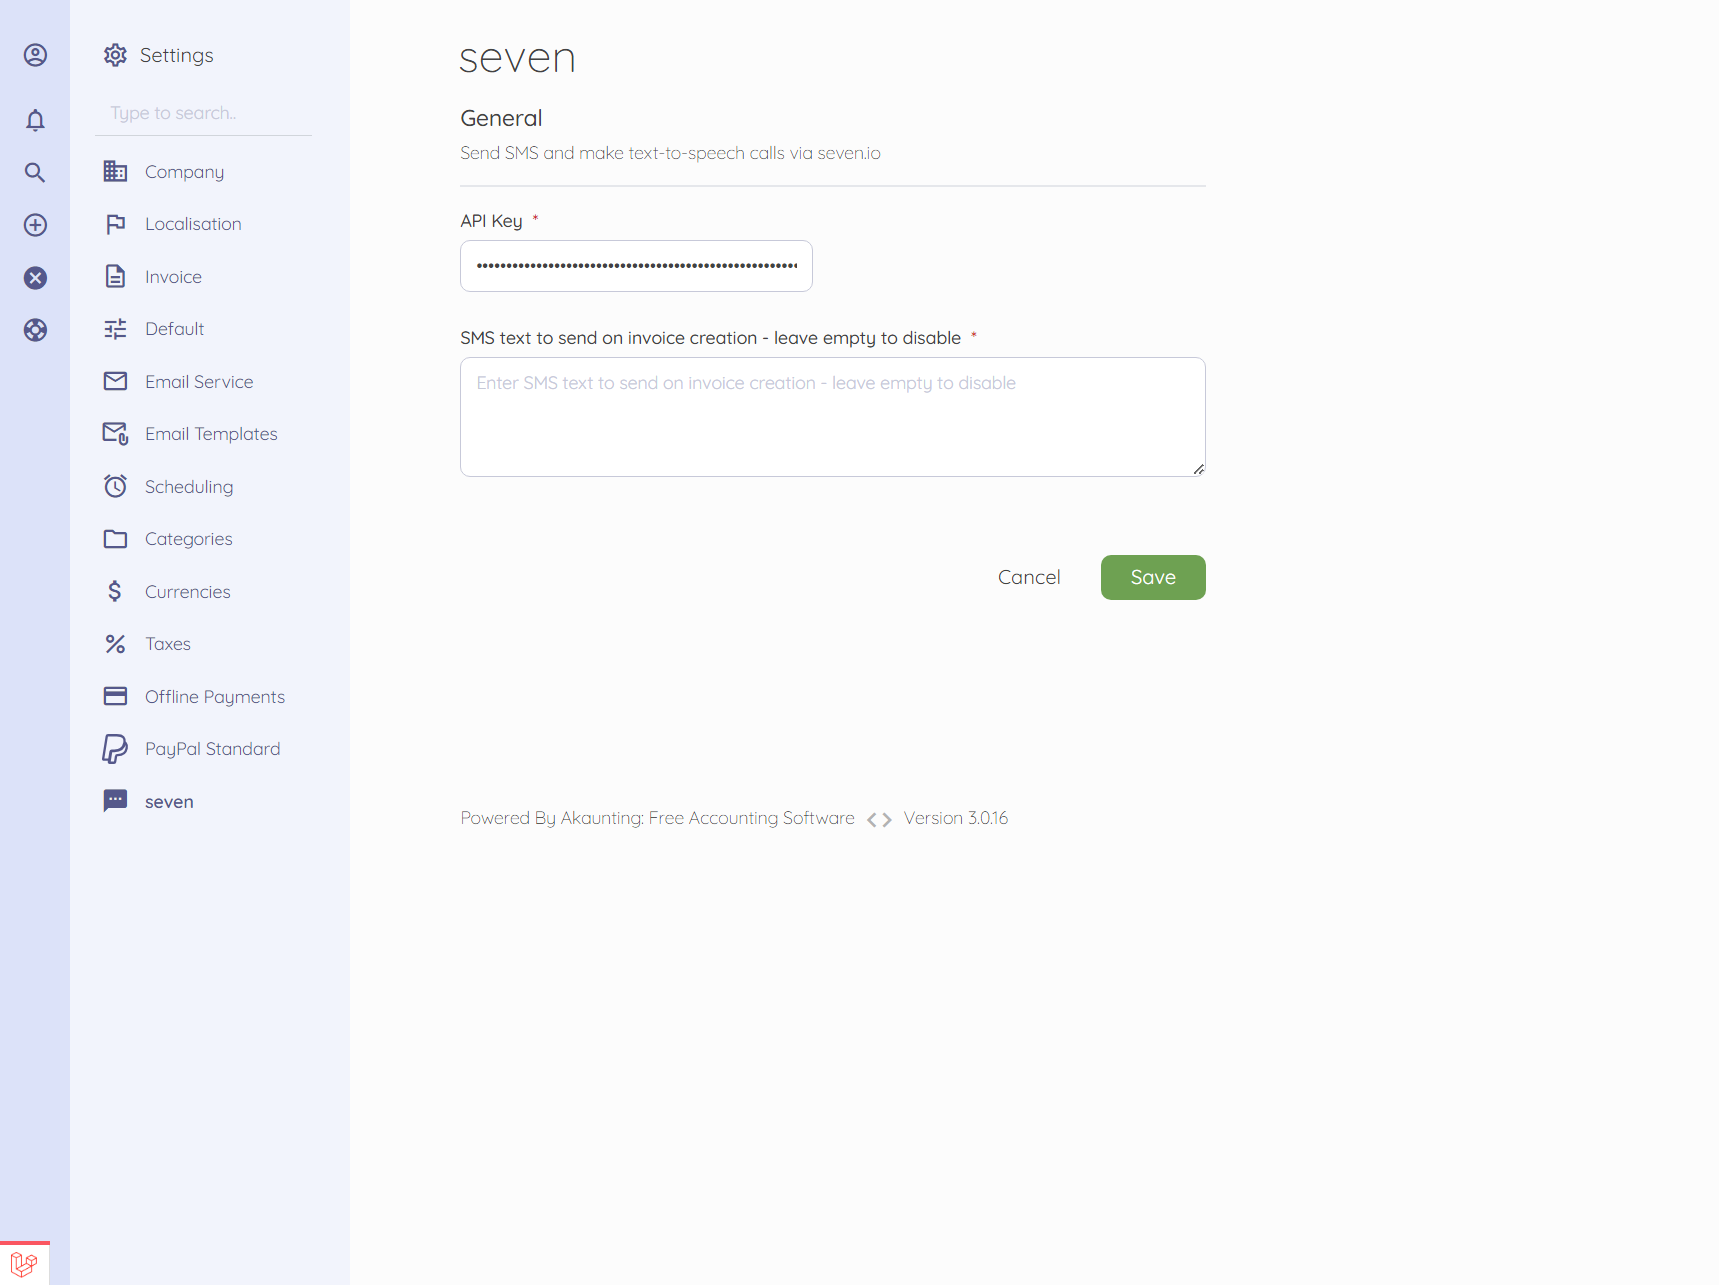 Settings
Type to search..
Company
Localisation
Invoice
Default
Email Service
Email Templates
Scheduling
Categories
Currencies
Taxes
Offline Payments
PayPal Standard
seven
seven
General
Send SMS and make text-to-speech calls via seven.io
API Key *
SMS text to send on invoice creation - leave empty to disable *
Enter SMS text to send on invoice creation - leave empty to disable
Cancel
Save
Powered By Akaunting: Free Accounting Software <> Version 3.0.16